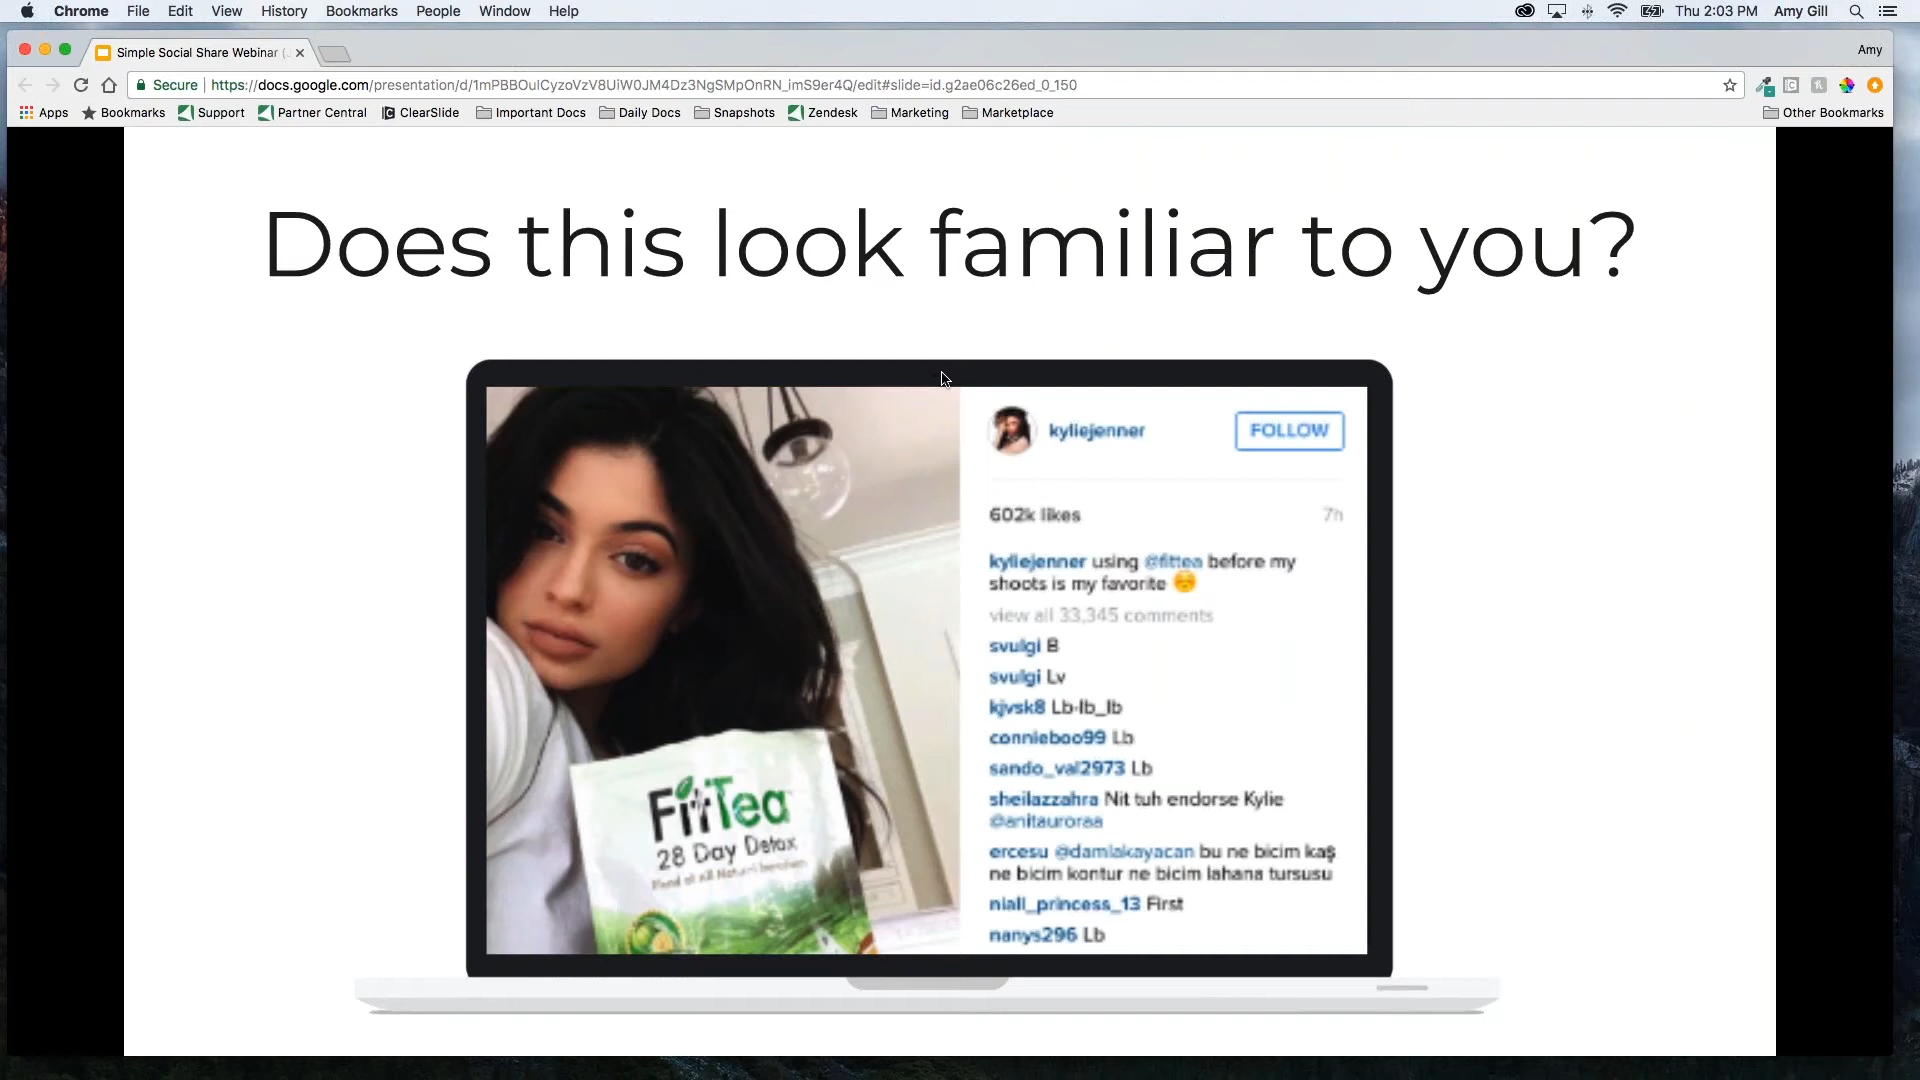 Chrome File Edit View History Bookmarks People Window Help Thu 2:03 PM Amy Gill
Simple Social Share Webinar ( Amy
Secure https://docs.google.com/presentation/d/1mPBBOulCyzoVzV8UiW0JM4Dz3NgSMpOnRN_imS9er4Q/edit#slide=id.g2ae06c26ed_0_150
Apps Bookmarks Support Partner Central ClearSlide Important Docs Daily Docs Snapshots Zendesk Marketing Marketplace Other Bookmarks
Does this look familiar to you?
kyliejenner FOLLOW
602k likes 7h
kyliejenner using @fittea before my
shoots is my favorite
view all 33,345 comments
svulgi B
svulgi Lv
kjvsk8 Lb-lb_lb
connieboo99 Lb
sando_val2973 Lb
sheilazzahra Nit tuh endorse Kylie
@anitauroraa
ercesu @damlakayacan bu ne bicim kaş
ne bicim kontur ne bicim lahana tursusu
niall_princess_13 First
nanys296 Lb
FitTea
28 Day Detox